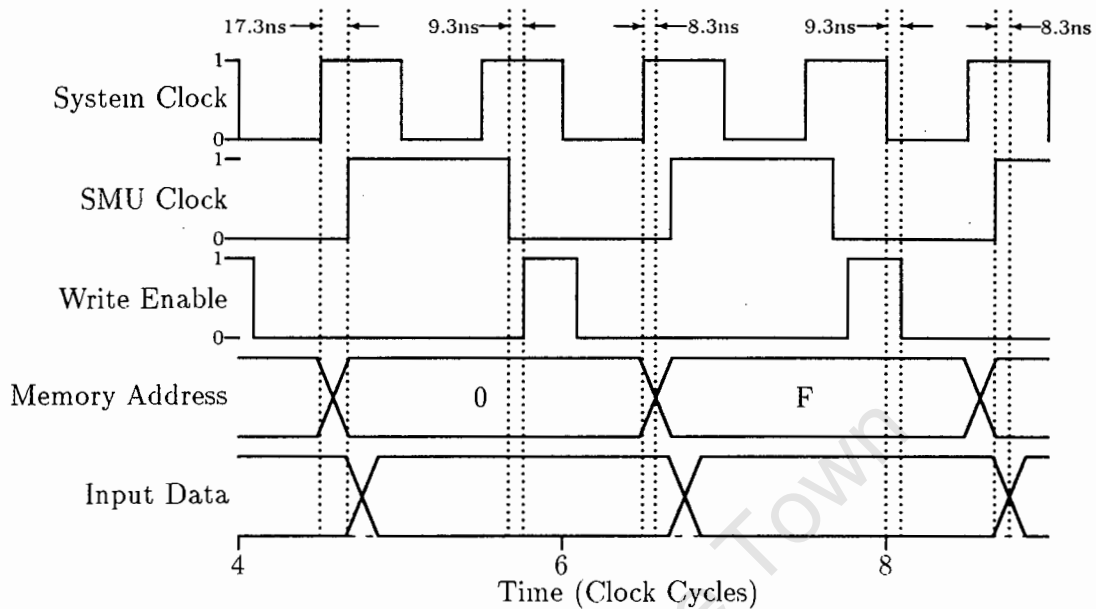 17.3ns 9.3ns 8.3ns 9.3ns 8.3ns
1
System Clock
0
1
SMU Clock
0
1
Write Enable
0
Memory Address 0 F
Input Data
4 6 8
Time (Clock Cycles)
Town